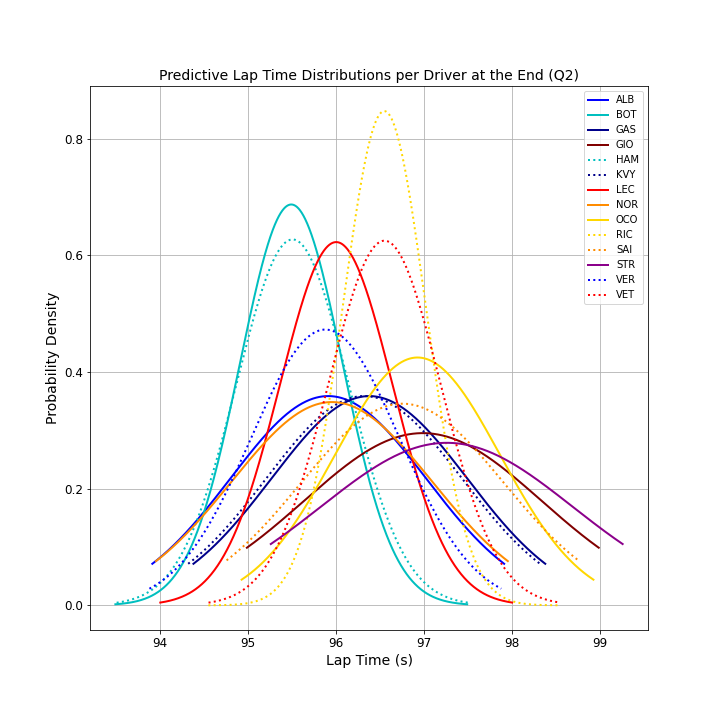 Predictive Lap Time Distributions per Driver at the End (Q2)
ALB
BOT
GAS
GIO
HAM
KVY
LEC
NOR
OCO
RIC
SAI
STR
VER
VET
0.8
0.6
0.4
0.2
0.0
Probability Density
94 95 96 97 98 99
Lap Time (s)